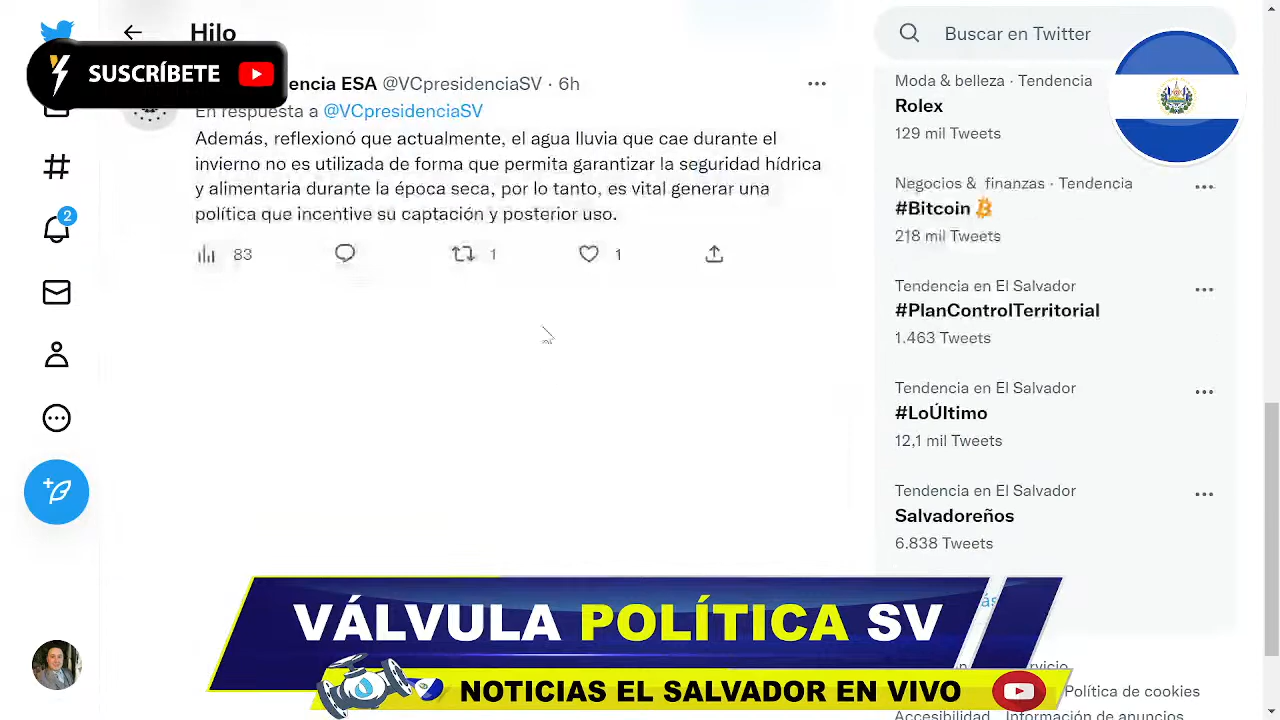 Hilo
SUSCRÍBETE
encia ESA @VCpresidenciaSV · 6h
En respuesta a @VCpresidenciaSV
Además, reflexionó que actualmente, el agua lluvia que cae durante el
invierno no es utilizada de forma que permita garantizar la seguridad hídrica
y alimentaria durante la época seca, por lo tanto, es vital generar una
política que incentive su captación y posterior uso.
83
1
1
2
Buscar en Twitter
Moda & belleza · Tendencia
Rolex
129 mil Tweets
Negocios & finanzas · Tendencia
#Bitcoin
218 mil Tweets
Tendencia en El Salvador
#PlanControlTerritorial
1.463 Tweets
Tendencia en El Salvador
#LoÚltimo
12,1 mil Tweets
Tendencia en El Salvador
Salvadoreños
6.838 Tweets
Política de cookies
Accesibilidad Información de anuncios
VÁLVULA POLÍTICA SV
NOTICIAS EL SALVADOR EN VIVO